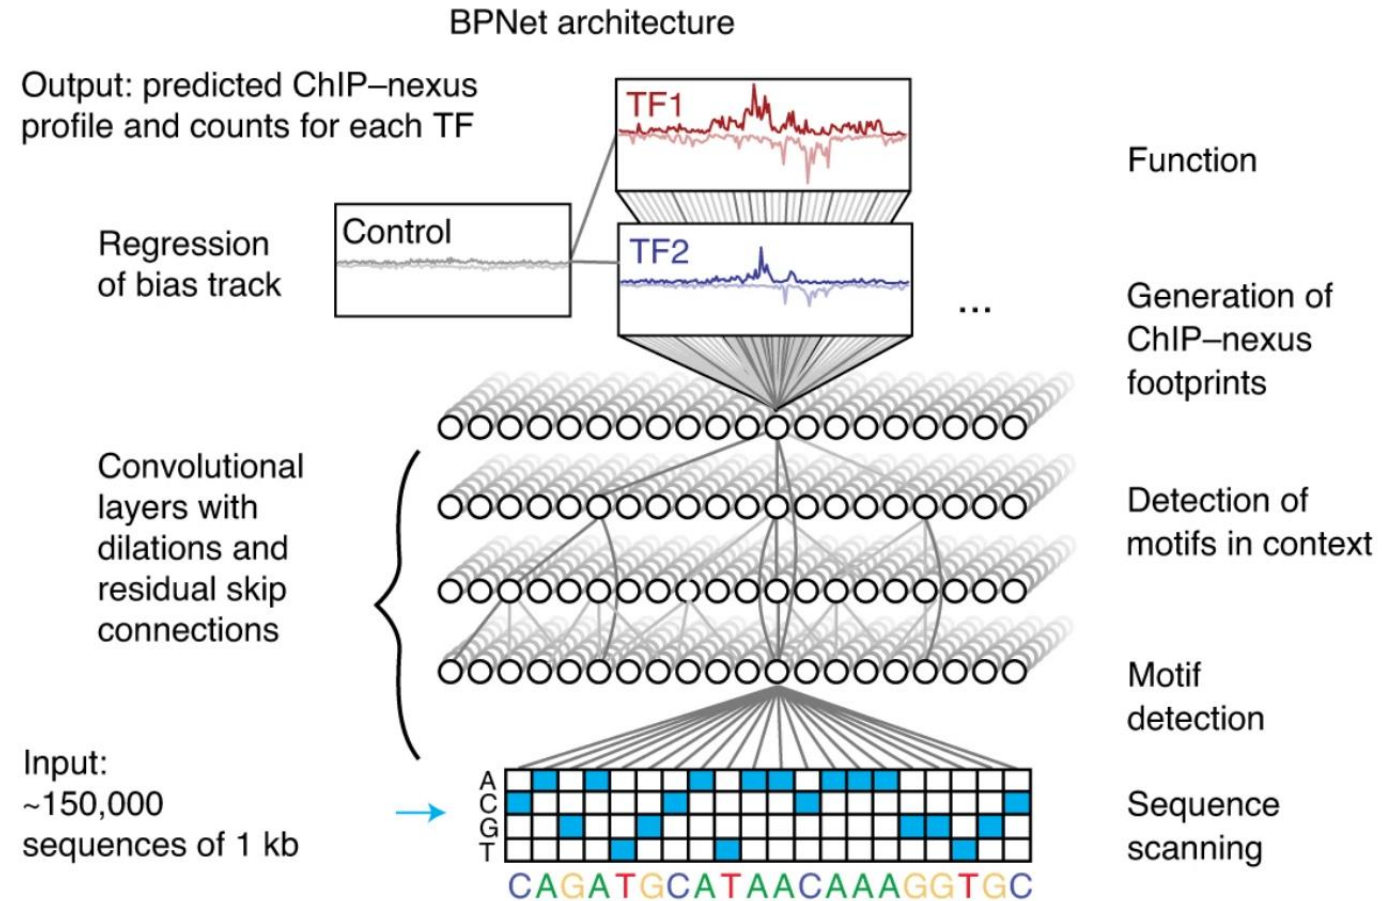 BPNet architecture
Output: predicted ChIP–nexus
profile and counts for each TF
TF1
Function
Control
Regression
of bias track
TF2
...
Generation of
ChIP–nexus
footprints
Convolutional
layers with
dilations and
residual skip
connections
Detection of
motifs in context
Motif
detection
Input:
~150,000
sequences of 1 kb
A
C
G
T
Sequence
scanning
CAGATGCATAACAAAGGTGC